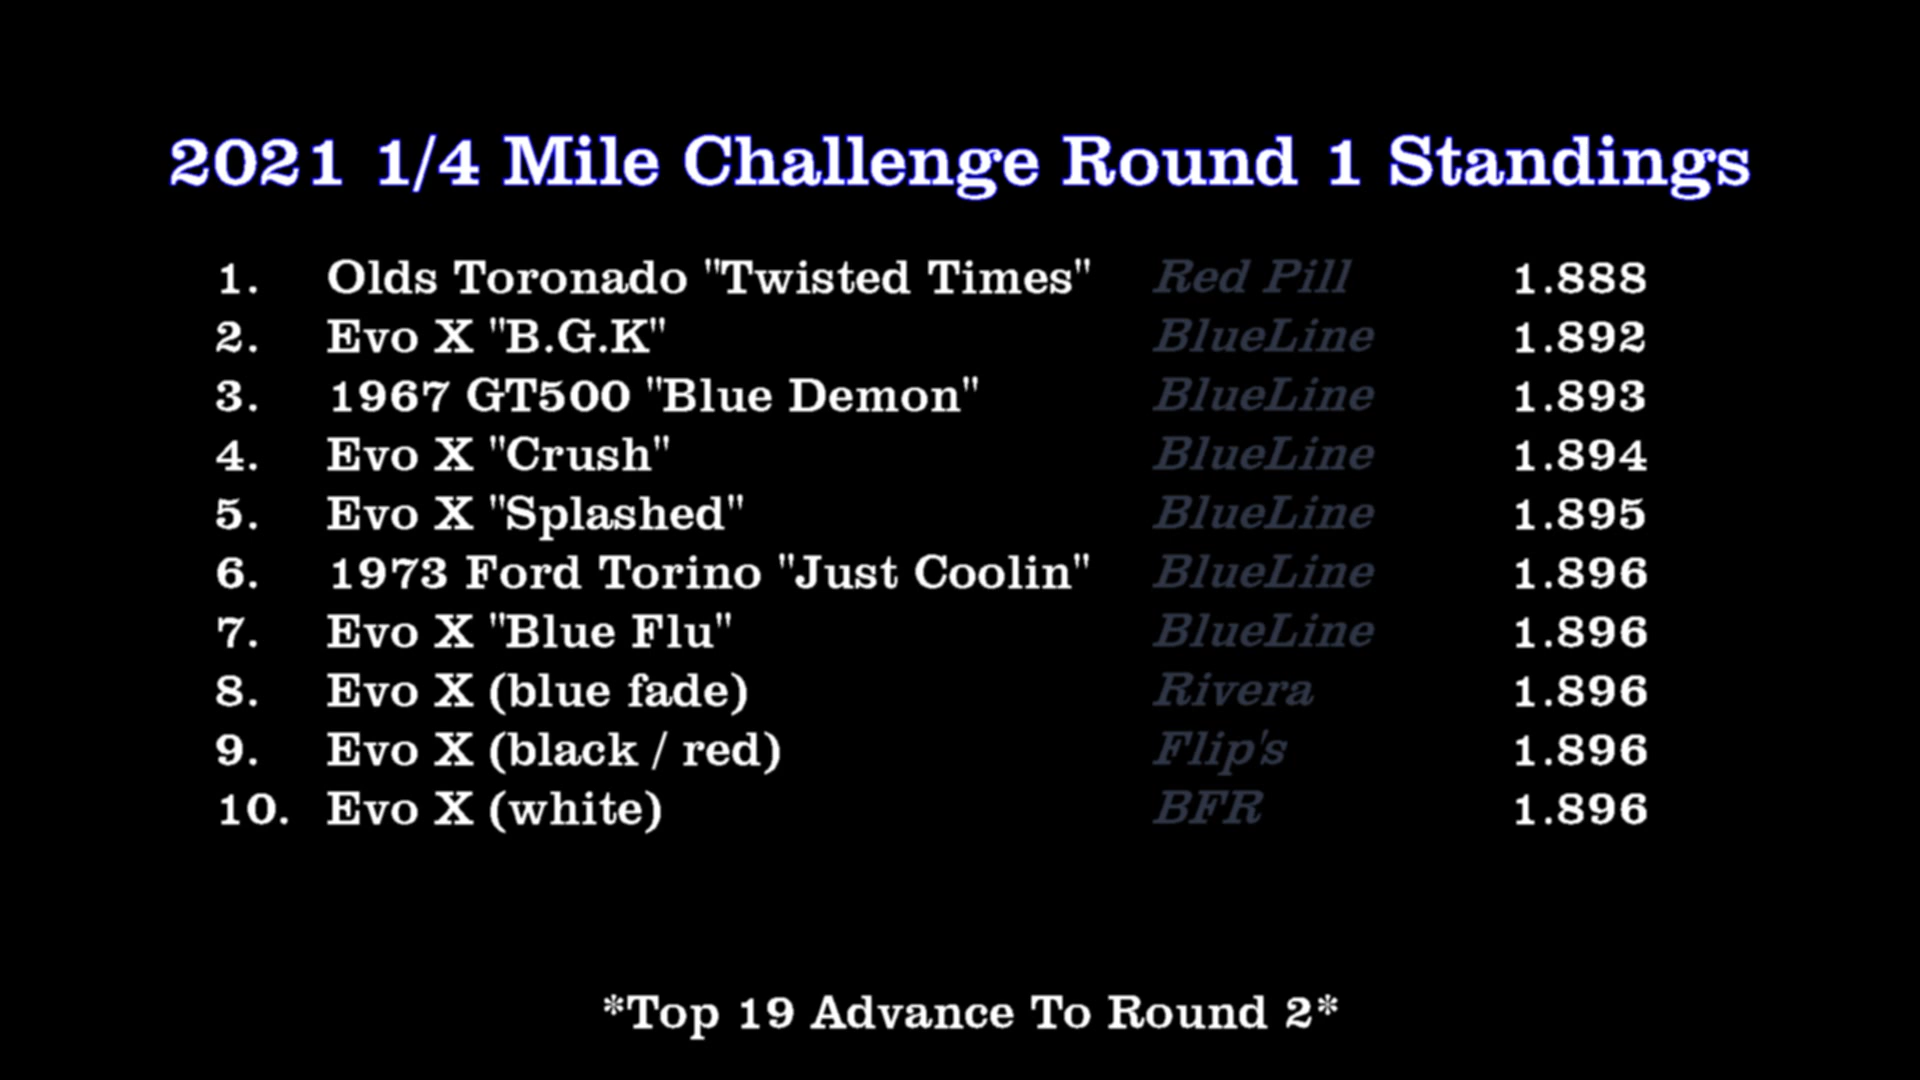 2021 1/4 Mile Challenge Round 1 Standings
1. Olds Toronado "Twisted Times" Red Pill 1.888
2. Evo X "B.G.K" BlueLine 1.892
3. 1967 GT500 "Blue Demon" BlueLine 1.893
4. Evo X "Crush" BlueLine 1.894
5. Evo X "Splashed" BlueLine 1.895
6. 1973 Ford Torino "Just Coolin" BlueLine 1.896
7. Evo X "Blue Flu" BlueLine 1.896
8. Evo X (blue fade) Rivera 1.896
9. Evo X (black / red) Flip's 1.896
10. Evo X (white) BFR 1.896
*Top 19 Advance To Round 2*